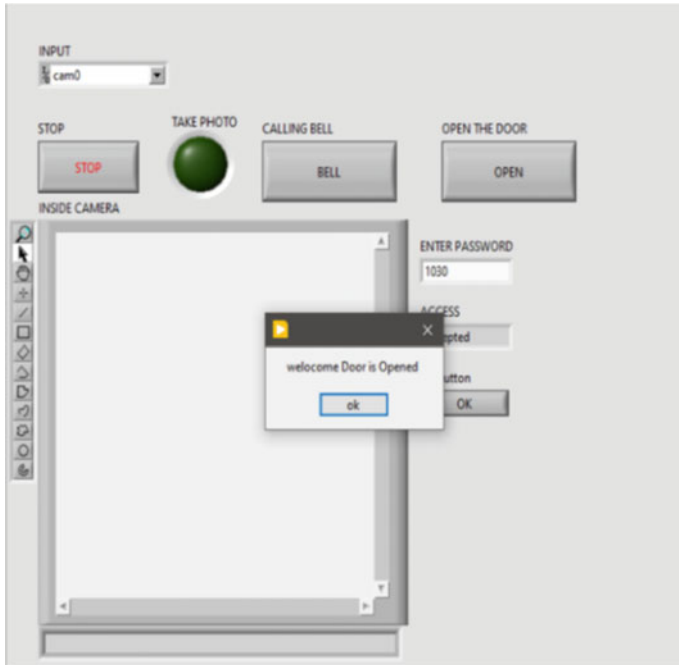 INPUT
cam0
STOP
TAKE PHOTO
CALLING BELL
OPEN THE DOOR
STOP
BELL
OPEN
INSIDE CAMERA
ENTER PASSWORD
1030
welocome Door is Opened
ok
OK